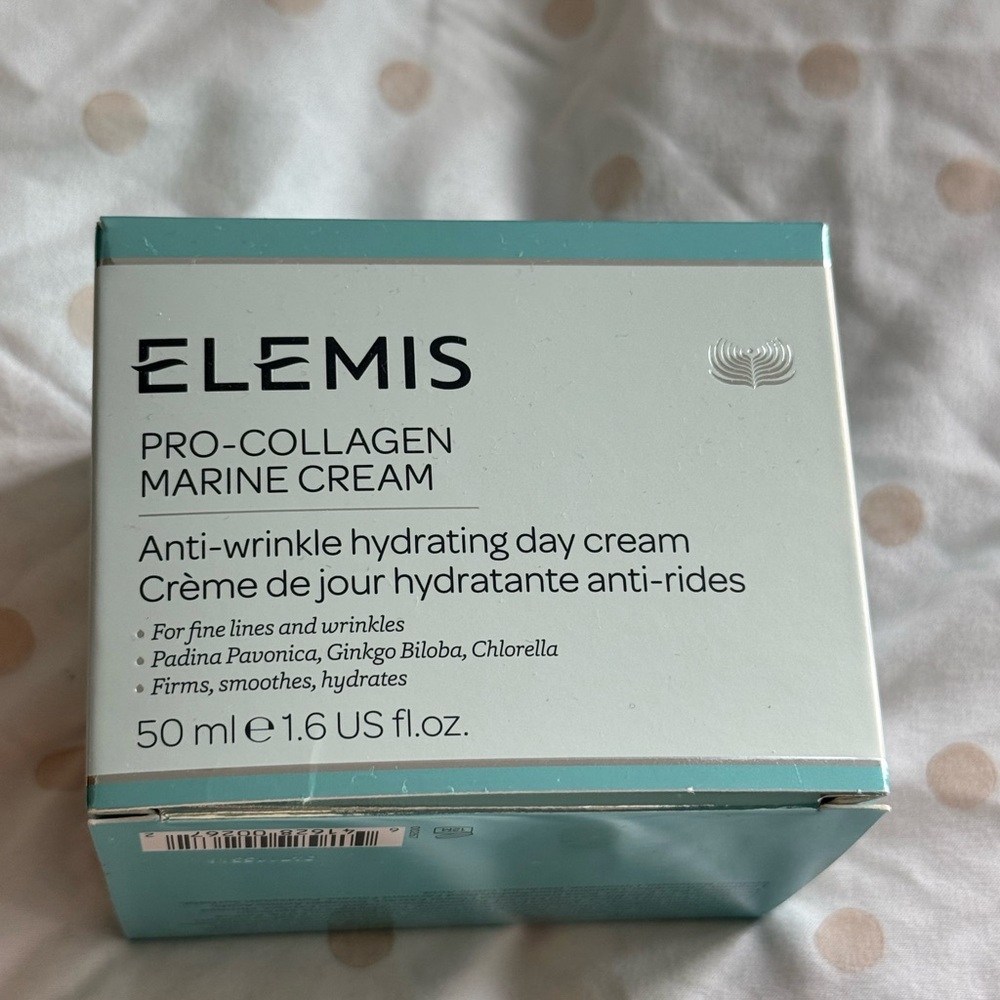 ELEMIS
PRO-COLLAGEN
MARINE CREAM
Anti-wrinkle hydrating day cream
Crème de jour hydratante anti-rides
• For fine lines and wrinkles
• Padina Pavonica, Ginkgo Biloba, Chlorella
• Firms, smoothes, hydrates
50 ml ℮ 1.6 US fl.oz.